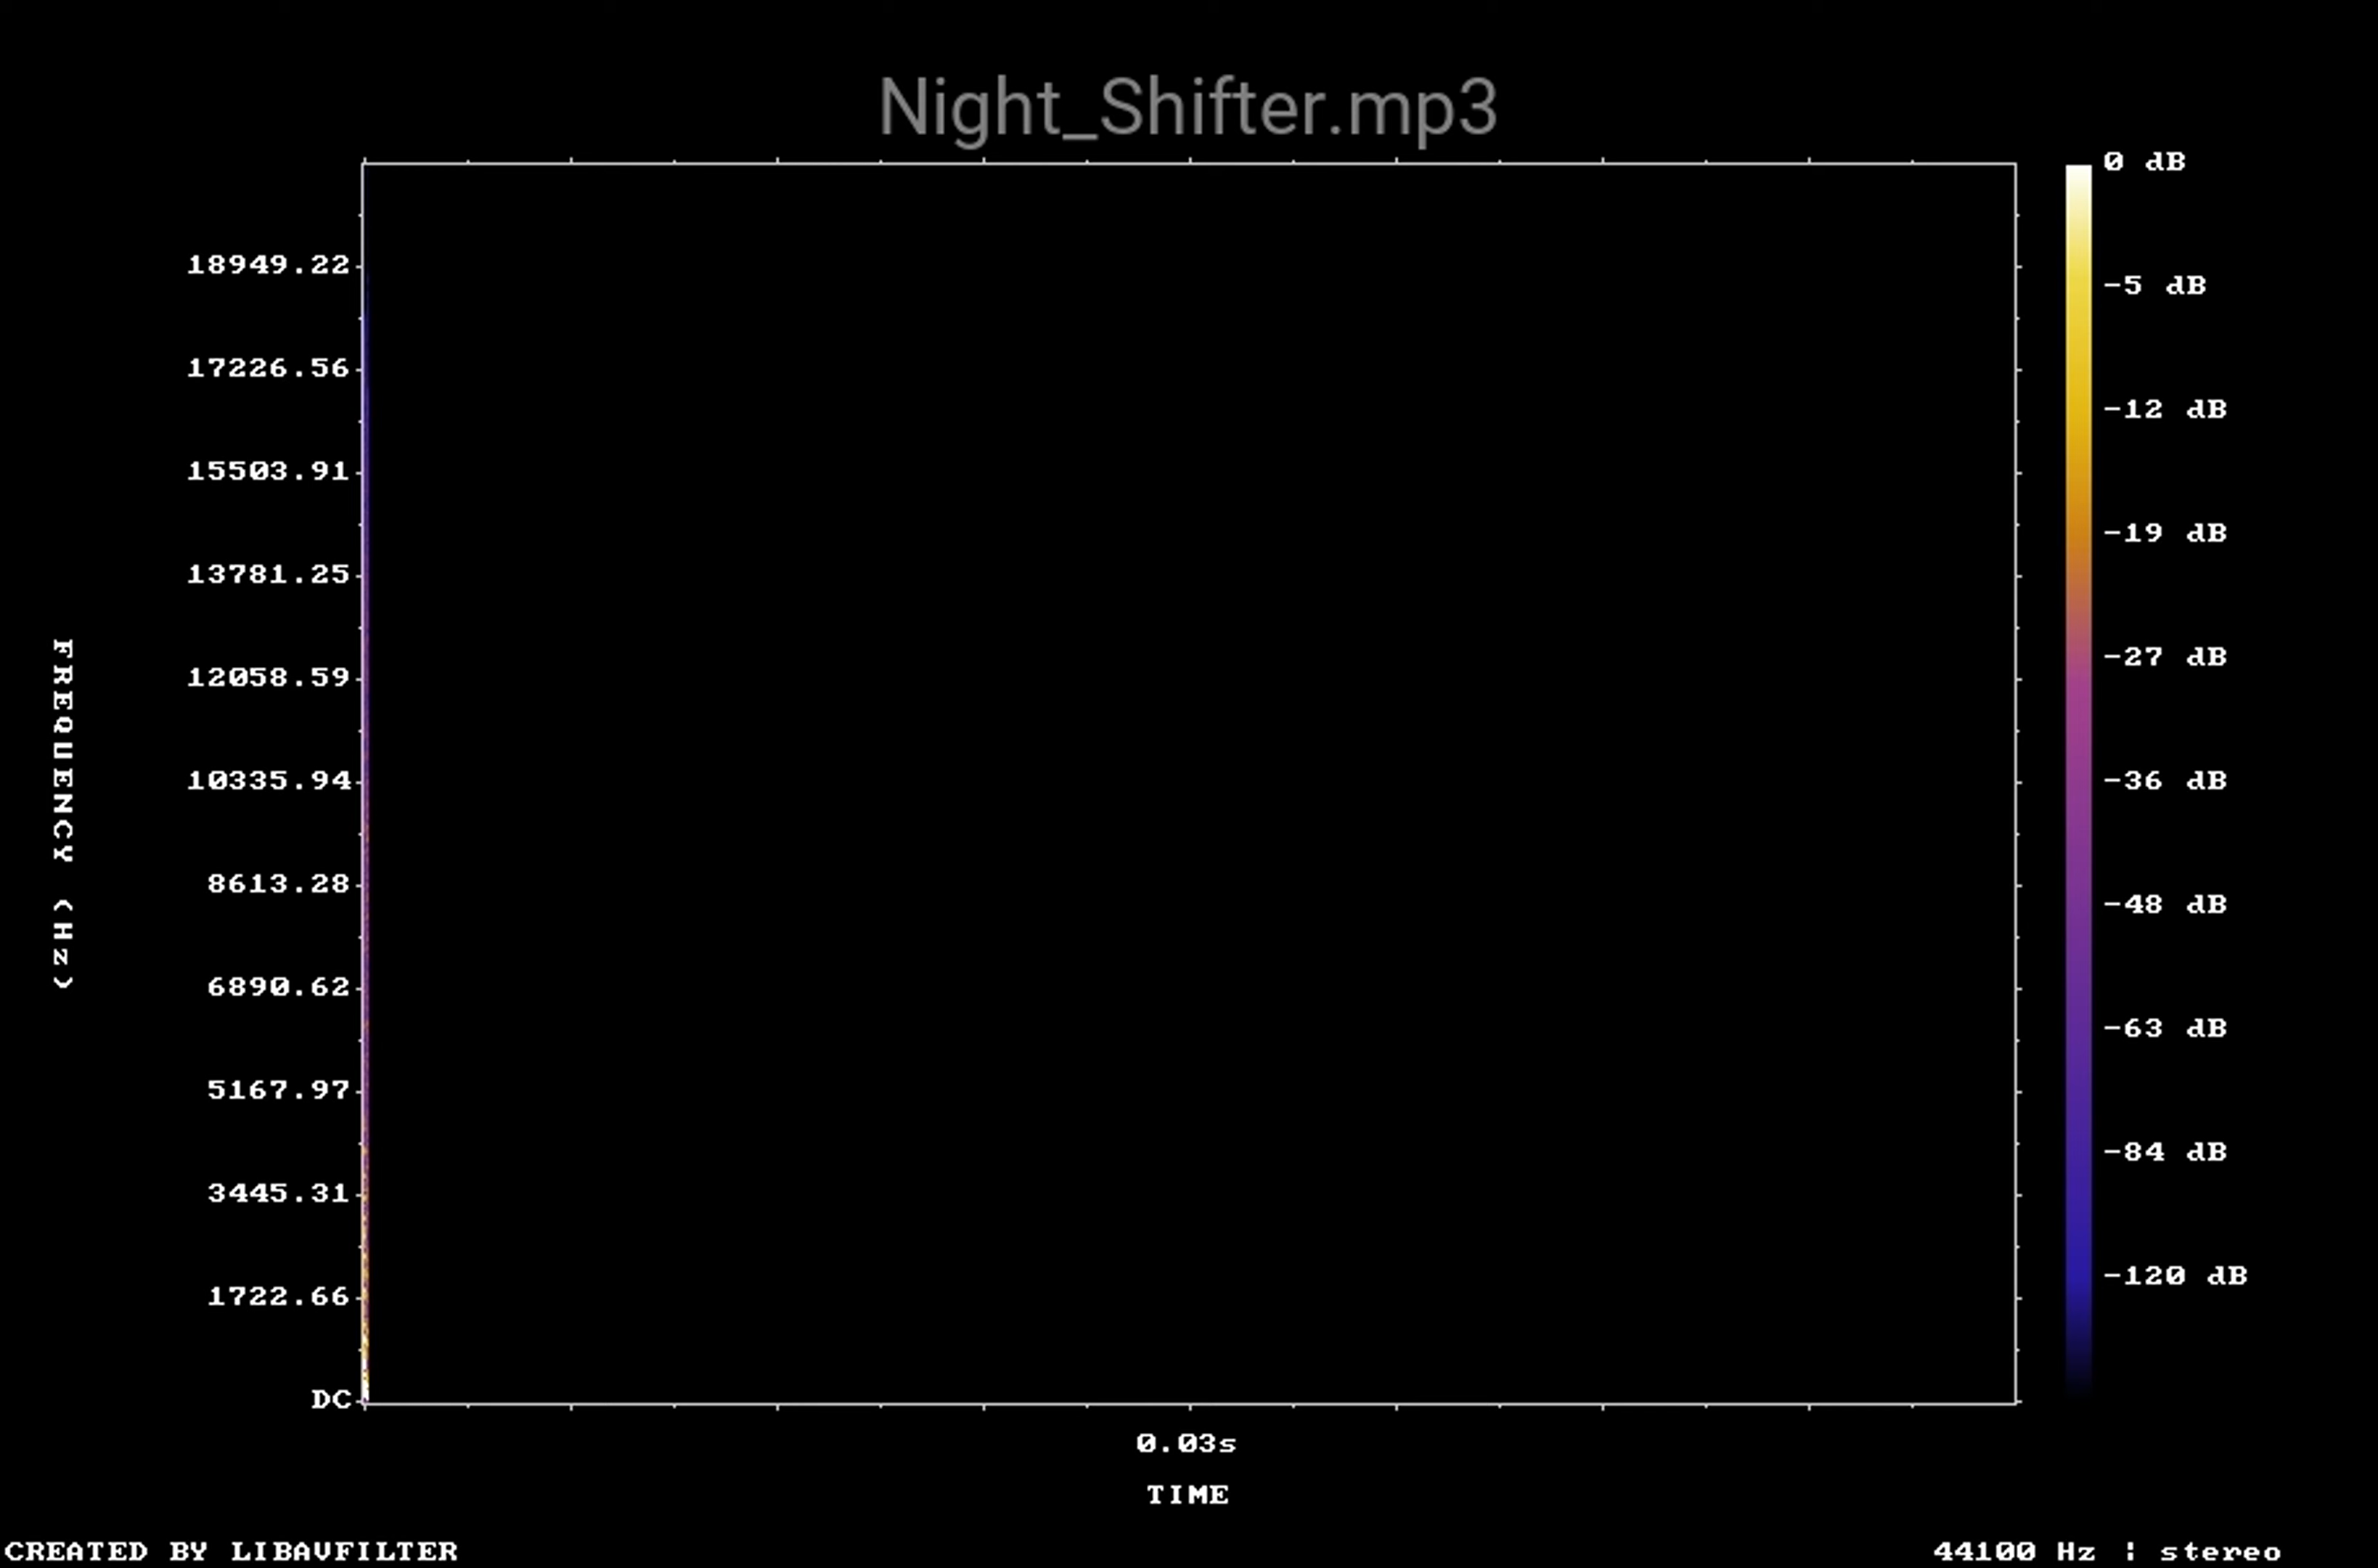 Night_Shifter.mp3
0 dB
18949.22
-5 dB
17226.56
-12 dB
15503.91
-19 dB
13781.25
-27 dB
12058.59
10335.94
-36 dB
8613.28
-48 dB
6890.62
-63 dB
5167.97
-84 dB
3445.31
-120 dB
1722.66
DC
FREQUENCY (Hz)
0.03s
TIME
CREATED BY LIBAVFILTER
44100 Hz | stereo